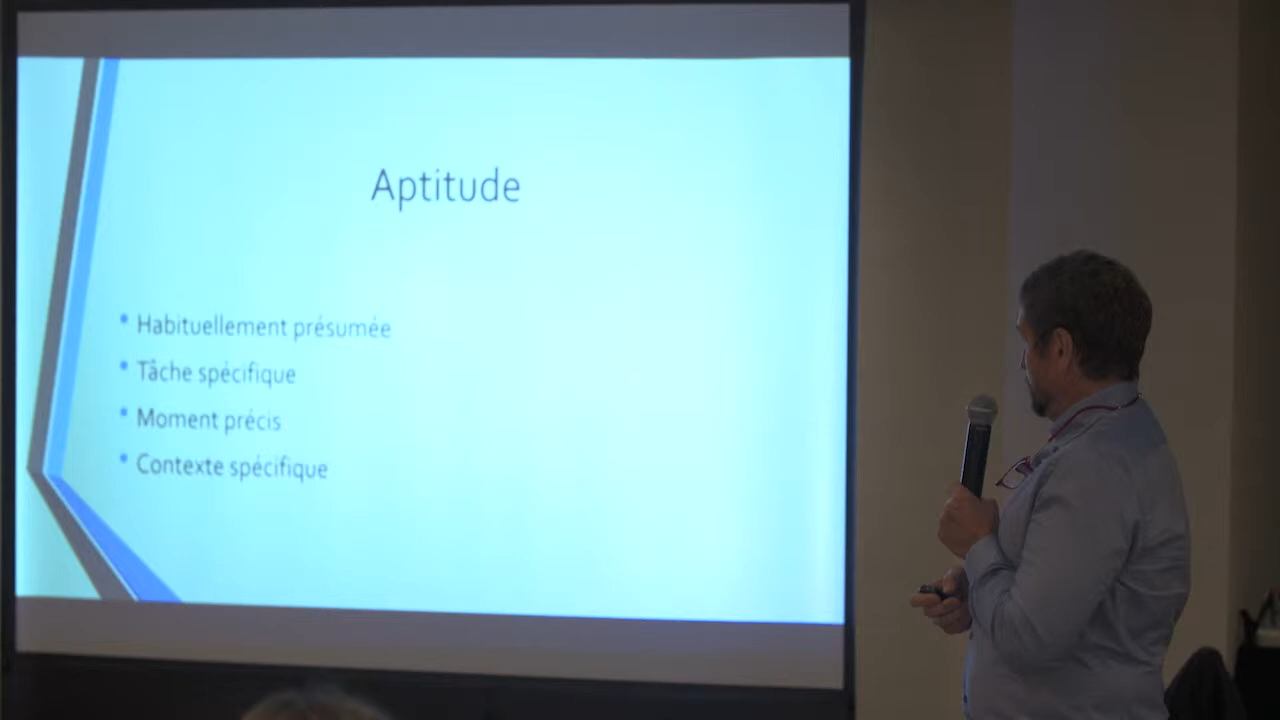 Aptitude
• Habituellement présumée
• Tâche spécifique
• Moment précis
• Contexte spécifique